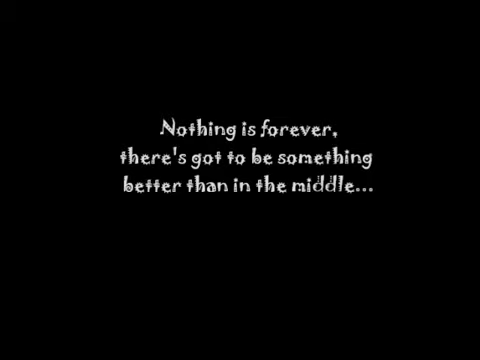 Nothing is forever,
there's got to be something
better than in the middle...